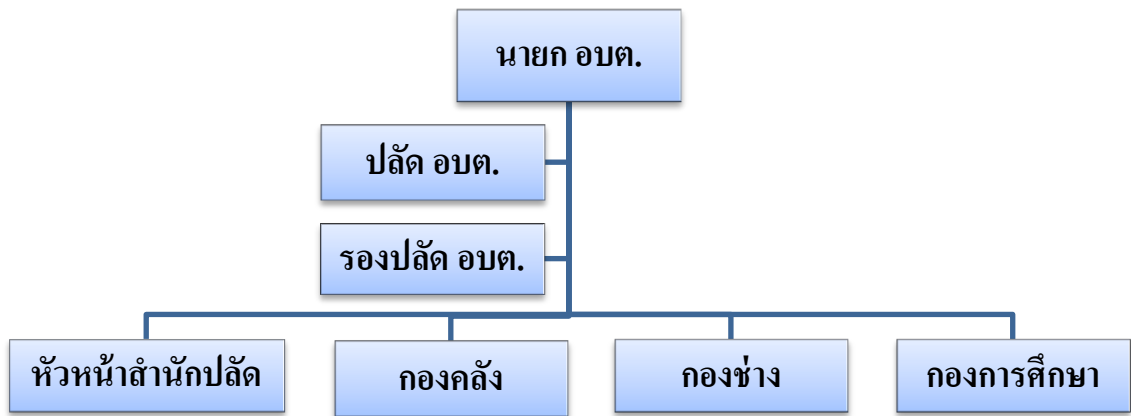 นายก อบต.
ปลัด อบต.
รองปลัด อบต.
หัวหน้าสำนักปลัด
กองคลัง
กองช่าง
กองการศึกษา